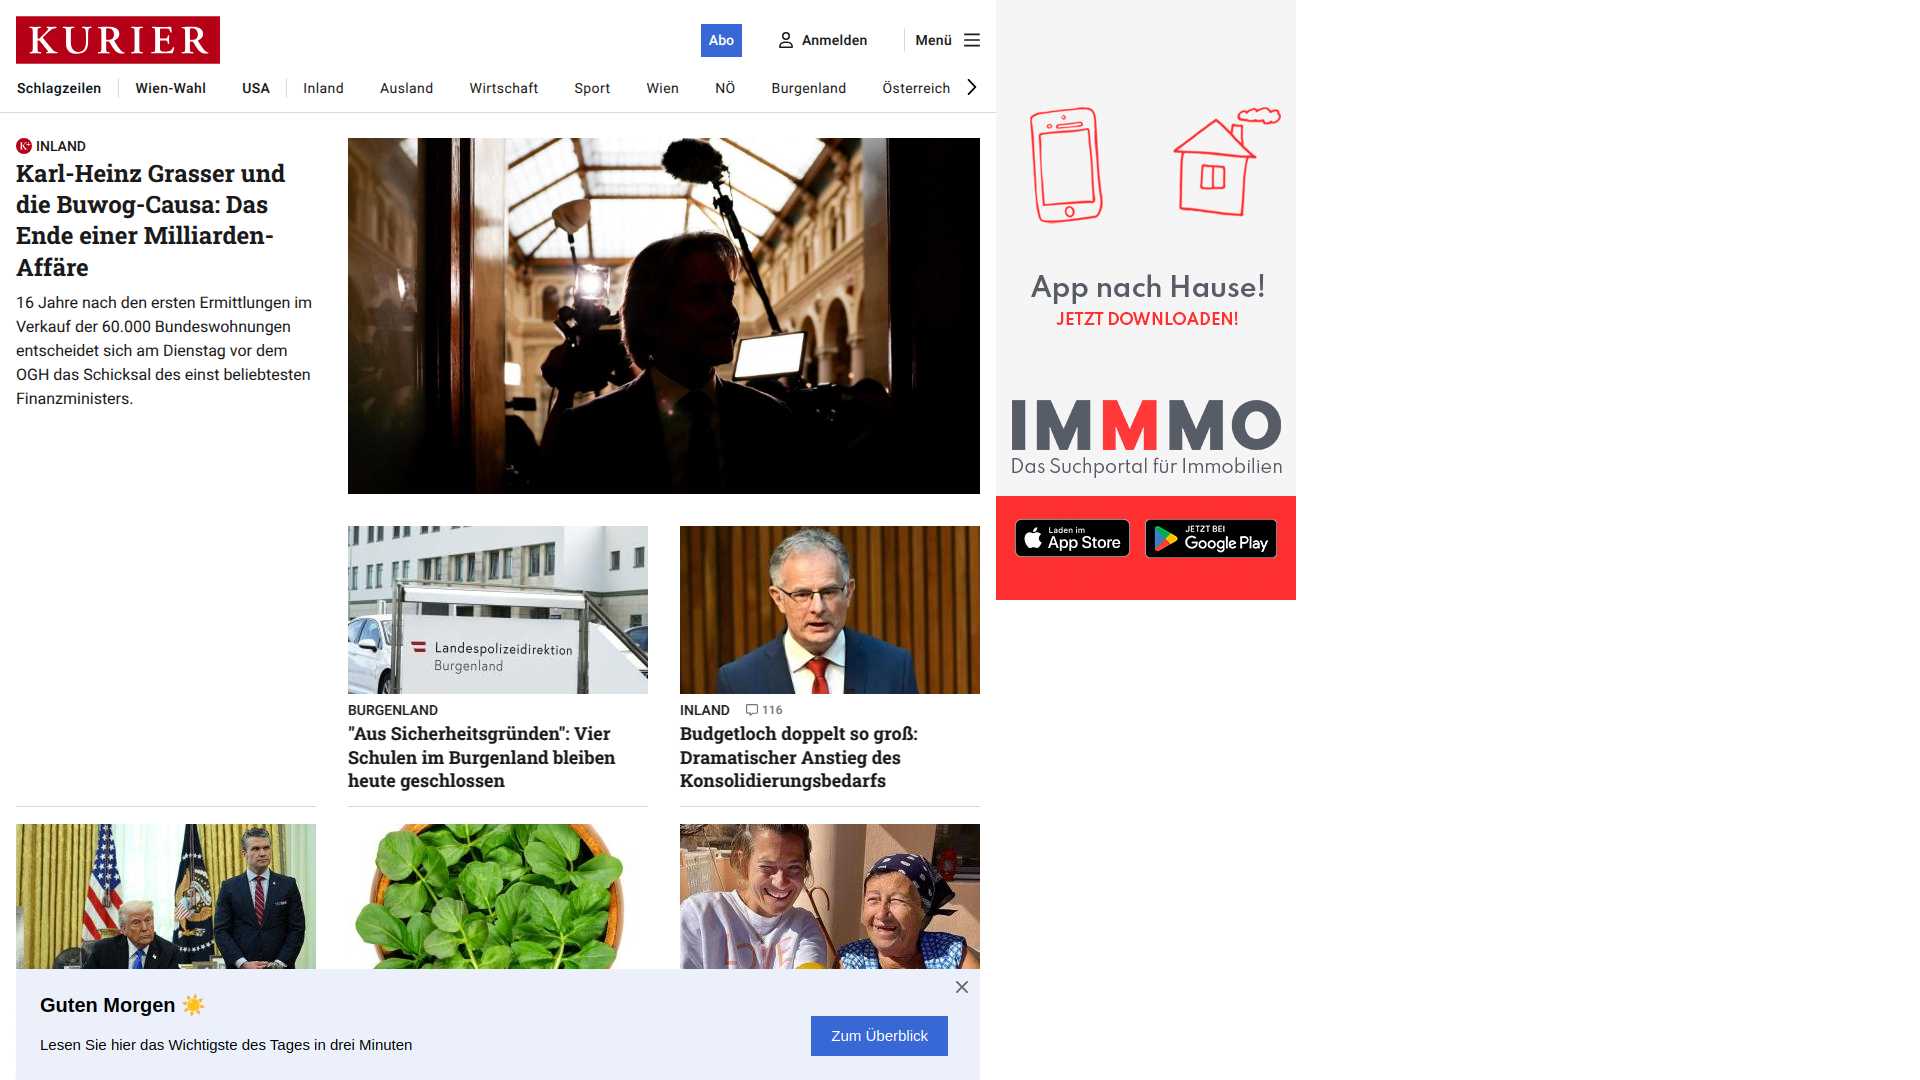 KURIER
Abo
Anmelden
Menü
Schlagzeilen
Wien-Wahl
USA
Inland
Ausland
Wirtschaft
Sport
Wien
NÖ
Burgenland
Österreich
K+ INLAND
Karl-Heinz Grasser und
die Buwog-Causa: Das
Ende einer Milliarden-
Affäre
16 Jahre nach den ersten Ermittlungen im
Verkauf der 60.000 Bundeswohnungen
entscheidet sich am Dienstag vor dem
OGH das Schicksal des einst beliebtesten
Finanzministers.
Landespolizeidirektion
Burgenland
BURGENLAND
"Aus Sicherheitsgründen": Vier
Schulen im Burgenland bleiben
heute geschlossen
INLAND 116
Budgetloch doppelt so groß:
Dramatischer Anstieg des
Konsolidierungsbedarfs
LOVE
Guten Morgen ☀️
Lesen Sie hier das Wichtigste des Tages in drei Minuten
Zum Überblick
App nach Hause!
JETZT DOWNLOADEN!
IMMMO
Das Suchportal für Immobilien
Laden im
App Store
JETZT BEI
Google Play